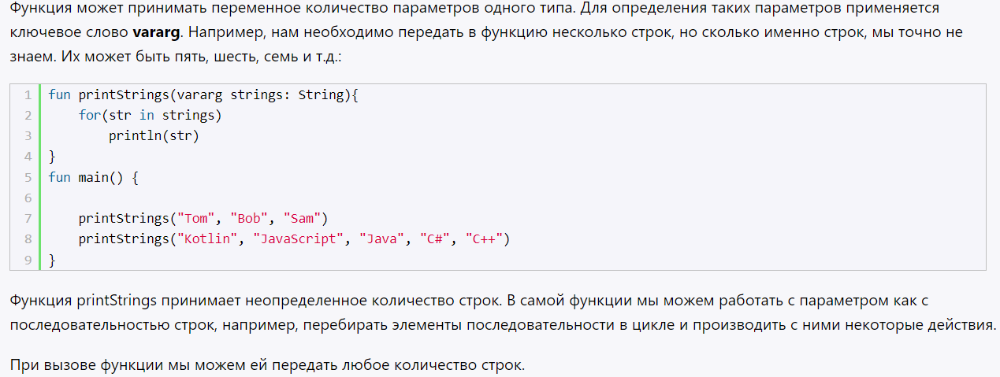 Функция может принимать переменное количество параметров одного типа. Для определения таких параметров применяется
ключевое слово vararg. Например, нам необходимо передать в функцию несколько строк, но сколько именно строк, мы точно не
знаем. Их может быть пять, шесть, семь и т.д.:
1 fun printStrings(vararg strings: String){
2     for(str in strings)
3         println(str)
4 }
5 fun main() {
6
7     printStrings("Tom", "Bob", "Sam")
8     printStrings("Kotlin", "JavaScript", "Java", "C#", "C++")
9 }
Функция printStrings принимает неопределенное количество строк. В самой функции мы можем работать с параметром как с
последовательностью строк, например, перебирать элементы последовательности в цикле и производить с ними некоторые действия.
При вызове функции мы можем ей передать любое количество строк.